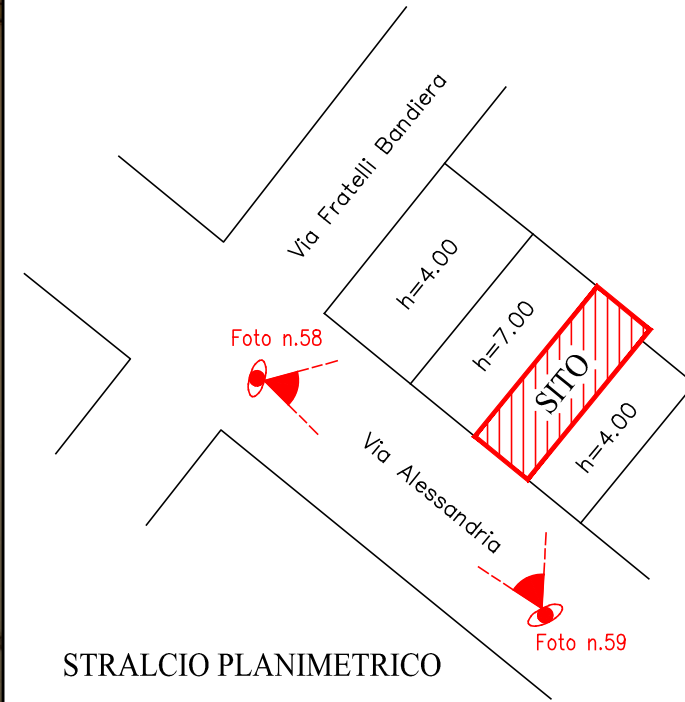 Via Fratelli Bandiera
h=4.00
h=7.00
Foto n.58
SITO
h=4.00
Via Alessandria
Foto n.59
STRALCIO PLANIMETRICO